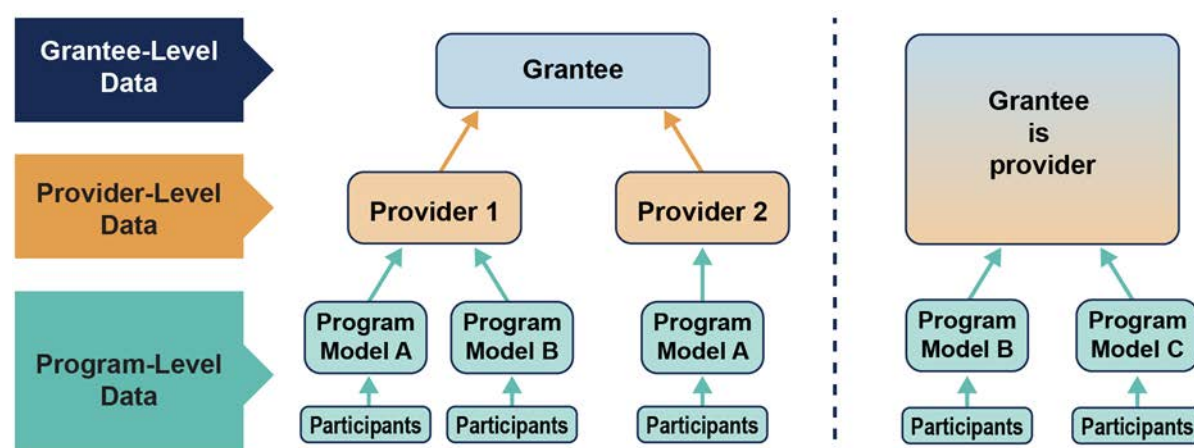 Grantee-Level
Data
Grantee
Grantee
is
provider
Provider-Level
Data
Provider 1
Provider 2
Program-Level
Data
Program
Model A
Program
Model B
Program
Model A
Program
Model B
Program
Model C
Participants
Participants
Participants
Participants
Participants